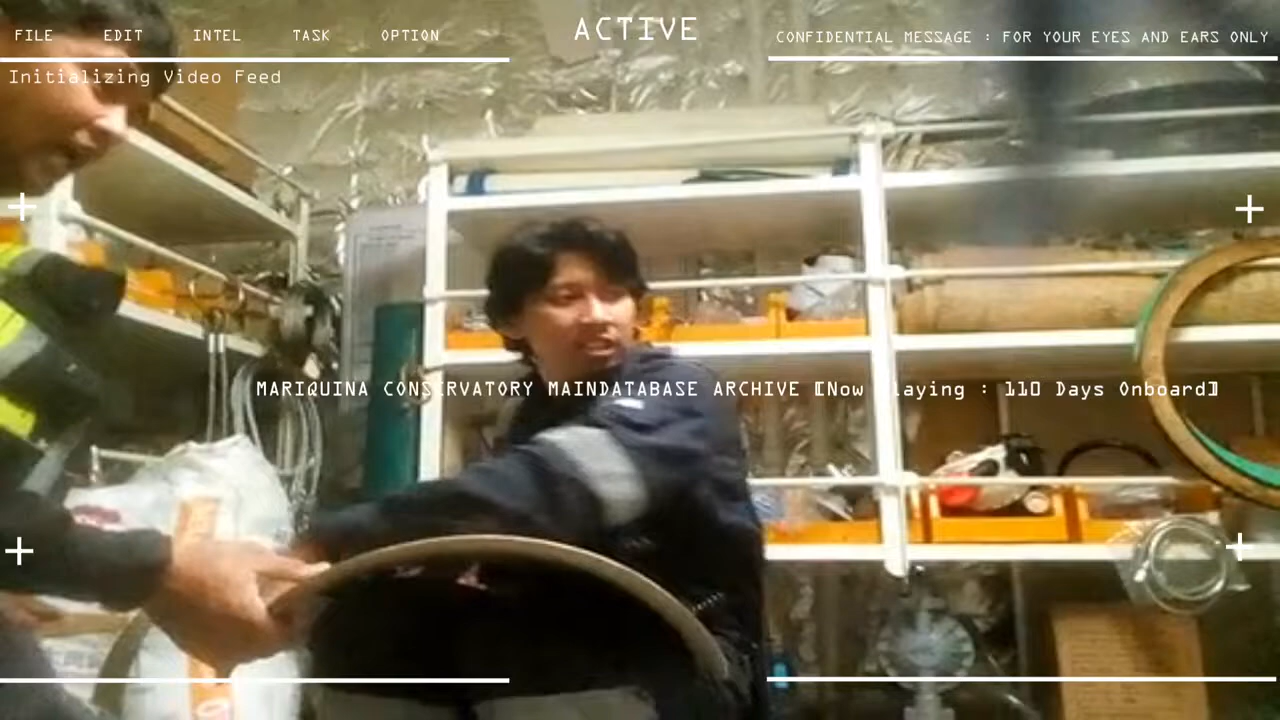 FILE EDIT INTEL TASK OPTION
ACTIVE
CONFIDENTIAL MESSAGE : FOR YOUR EYES AND EARS ONLY
Initializing Video Feed
MARIQUINA CONSERVATORY MAINDATABASE ARCHIVE [Now Playing : 110 Days Onboard]